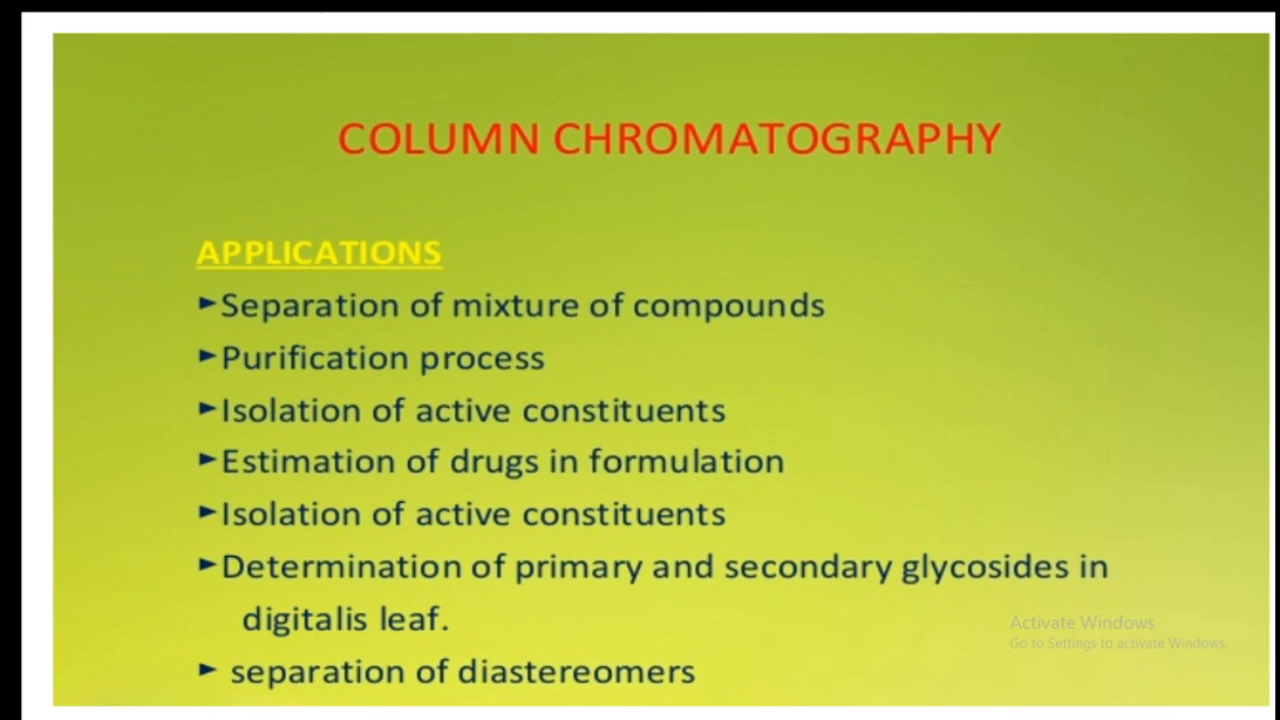 COLUMN CHROMATOGRAPHY
APPLICATIONS
►Separation of mixture of compounds
►Purification process
►Isolation of active constituents
►Estimation of drugs in formulation
►Isolation of active constituents
►Determination of primary and secondary glycosides in
digitalis leaf.
► separation of diastereomers
Activate Windows
Go to Settings to activate Windows.